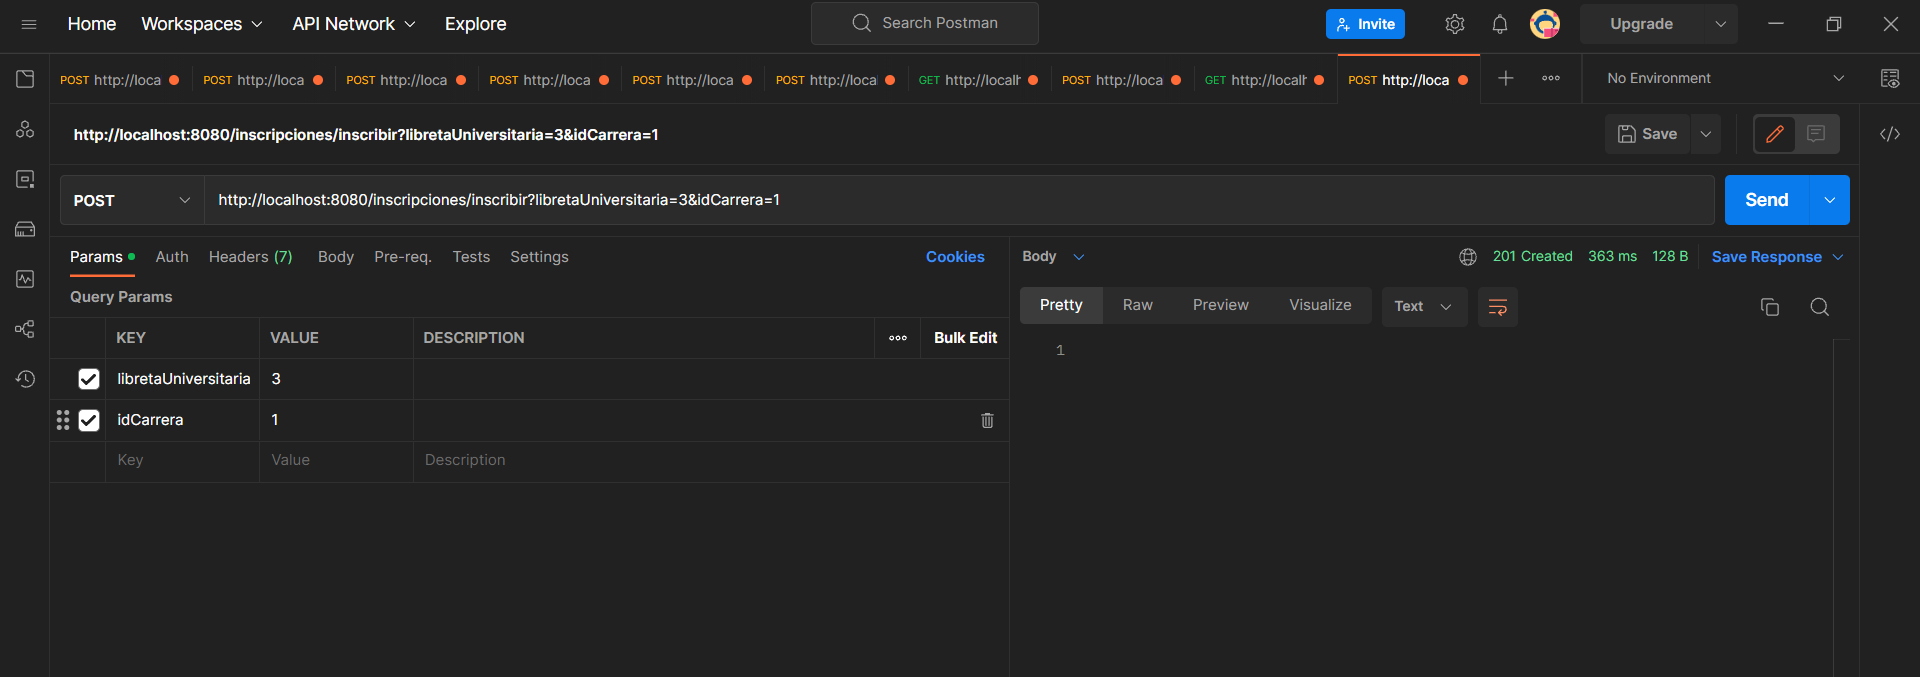 Home Workspaces API Network Explore Search Postman Invite Upgrade
POST http://loca POST http://loca POST http://loca POST http://loca POST http://loca POST http://loca GET http://localh POST http://loca GET http://localh POST http://loca No Environment
http://localhost:8080/inscripciones/inscribir?libretaUniversitaria=3&idCarrera=1 Save
POST http://localhost:8080/inscripciones/inscribir?libretaUniversitaria=3&idCarrera=1 Send
Params Auth Headers (7) Body Pre-req. Tests Settings Cookies
Query Params
KEY VALUE DESCRIPTION Bulk Edit
libretaUniversitaria 3
idCarrera 1
Key Value Description
Body 201 Created 363 ms 128 B Save Response
Pretty Raw Preview Visualize Text
1